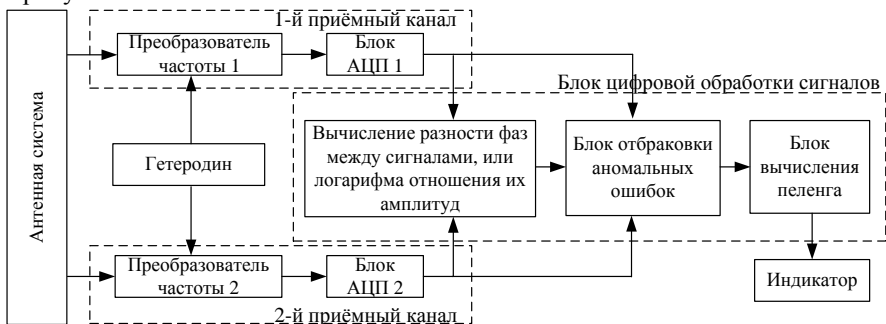 1-й приёмный канал
Преобразователь
частоты 1
Блок
АЦП 1
Блок цифровой обработки сигналов
Антенная система
Гетеродин
Вычисление разности фаз
между сигналами, или
логарифма отношения их
амплитуд
Блок отбраковки
аномальных
ошибок
Блок
вычисления
пеленга
Преобразователь
частоты 2
Блок
АЦП 2
Индикатор
2-й приёмный канал